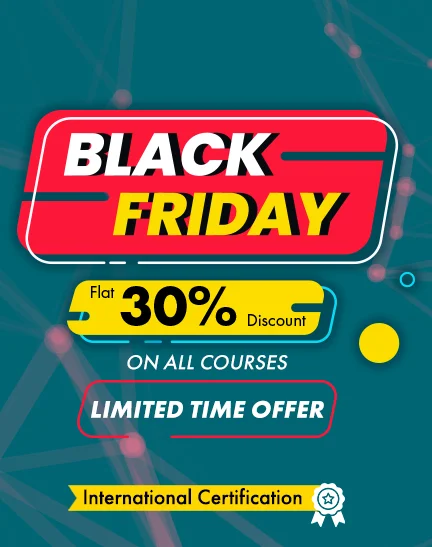 BLACK
FRIDAY
Flat 30% Discount
ON ALL COURSES
LIMITED TIME OFFER
International Certification